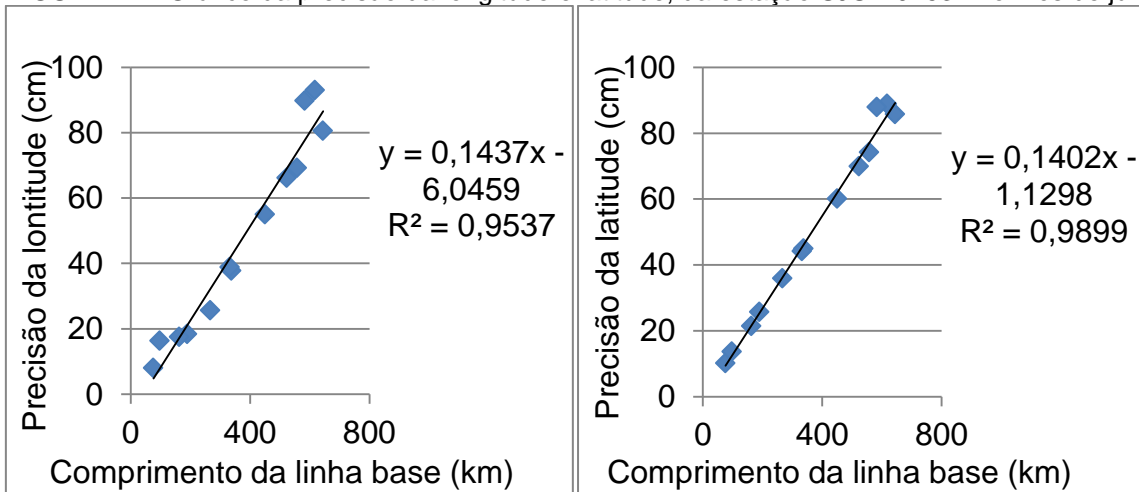 Precisão da lontitude (cm)
100
80
60
40
20
0
0 400 800
Comprimento da linha base (km)
y = 0,1437x -
6,0459
R² = 0,9537
Precisão da latitude (cm)
100
80
60
40
20
0
0 400 800
Comprimento da linha base (km)
y = 0,1402x -
1,1298
R² = 0,9899